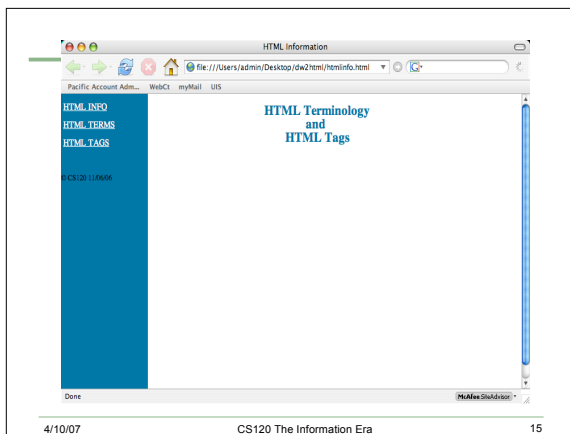 HTML Information
file:///Users/admin/Desktop/dw2html/htmlinfo.html
G
Pacific Account Adm... WebCt myMail UIS
HTML INFO
HTML TERMS
HTML TAGS
© CS120 11/06/06
HTML Terminology
and
HTML Tags
Done
McAfee SiteAdvisor
4/10/07 CS120 The Information Era 15